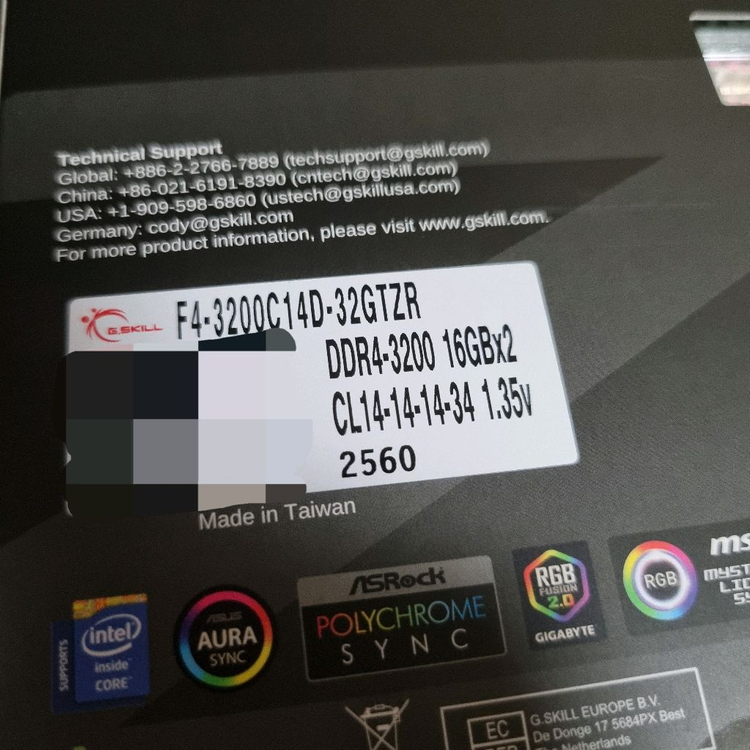 Technical Support
Global: +886-2-2766-7889 (techsupport@gskill.com)
China: +86-021-6191-8390 (cntech@gskill.com)
USA: +1-909-598-6860 (ustech@gskillusa.com)
Germany: cody@gskill.com
For more product information, please visit www.gskill.com.
G.SKILL F4-3200C14D-32GTZR
DDR4-3200 16GBx2
CL14-14-14-34 1.35v
2560
Made in Taiwan
SUPPORTS
intel
inside
CORE
ASUS
AURA
SYNC
ASRock
POLYCHROME
SYNC
RGB
FUSION
2.0
GIGABYTE
RGB
EC
G.SKILL EUROPE B.V.
De Donge 17 5684PX Best
The Netherlands